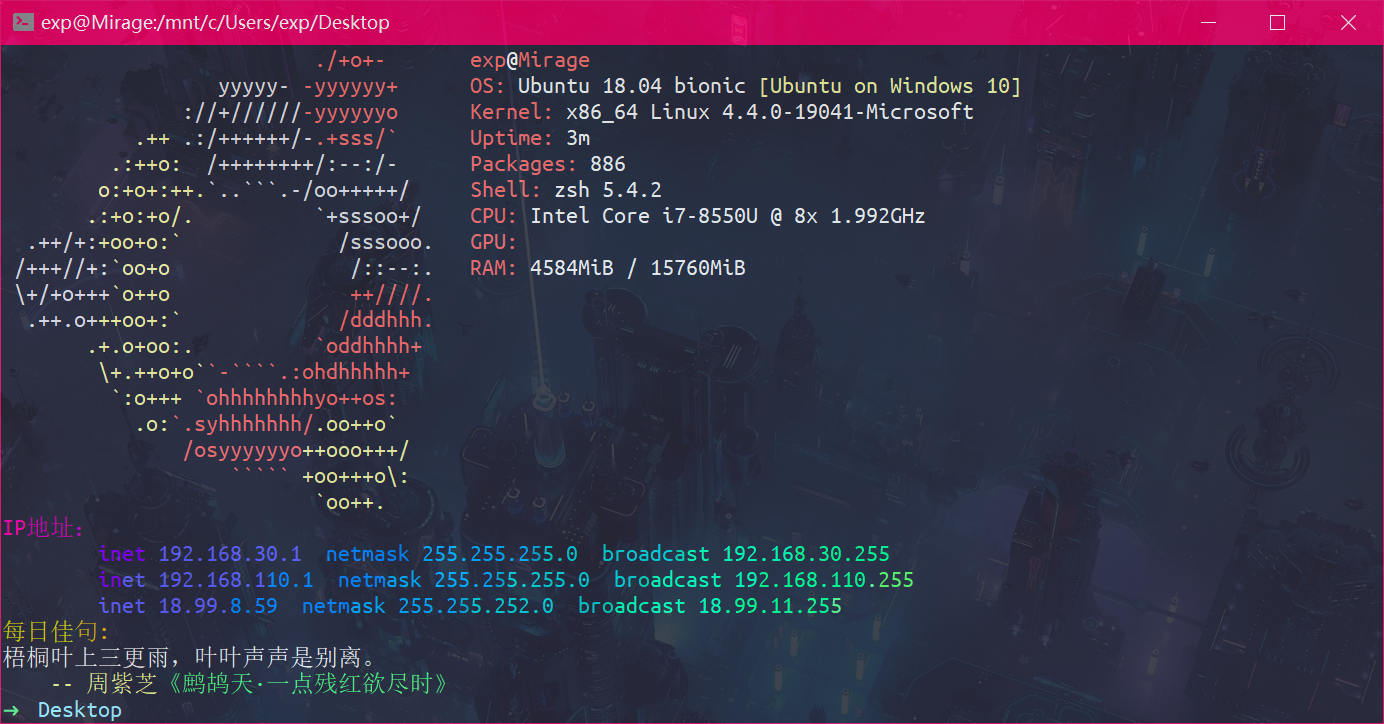 exp@Mirage:/mnt/c/Users/exp/Desktop
./+o+-       exp@Mirage
yyyyy- -yyyyyy+      OS: Ubuntu 18.04 bionic [Ubuntu on Windows 10]
://+//////-yyyyyyo      Kernel: x86_64 Linux 4.4.0-19041-Microsoft
.++ .:/++++++/-.+sss/`      Uptime: 3m
.:++o:  /++++++++/:--:/-      Packages: 886
o:+o+:++.`..```.-/oo+++++/     Shell: zsh 5.4.2
.:+o:+o/.          `+sssoo+/    CPU: Intel Core i7-8550U @ 8x 1.992GHz
.++/+:+oo+o:`             /sssooo.   GPU:
/+++//+:`oo+o               /::--:.   RAM: 4584MiB / 15760MiB
\+/+o+++`o++o               ++////.
.++.o+++oo+:`             /dddhhh.
.+.o+oo:.          `oddhhhh+
\+.++o+o``-````.:ohdhhhhh+
`:o+++ `ohhhhhhhhyo++os:
.o:`.syhhhhhhh/.oo++o`
/osyyyyyyo++ooo+++/
````` +oo+++o\:
`oo++.
IP地址:
inet 192.168.30.1  netmask 255.255.255.0  broadcast 192.168.30.255
inet 192.168.110.1  netmask 255.255.255.0  broadcast 192.168.110.255
inet 18.99.8.59  netmask 255.255.252.0  broadcast 18.99.11.255
每日佳句:
梧桐叶上三更雨，叶叶声声是别离。
-- 周紫芝《鹧鸪天·一点残红欲尽时》
➜ Desktop